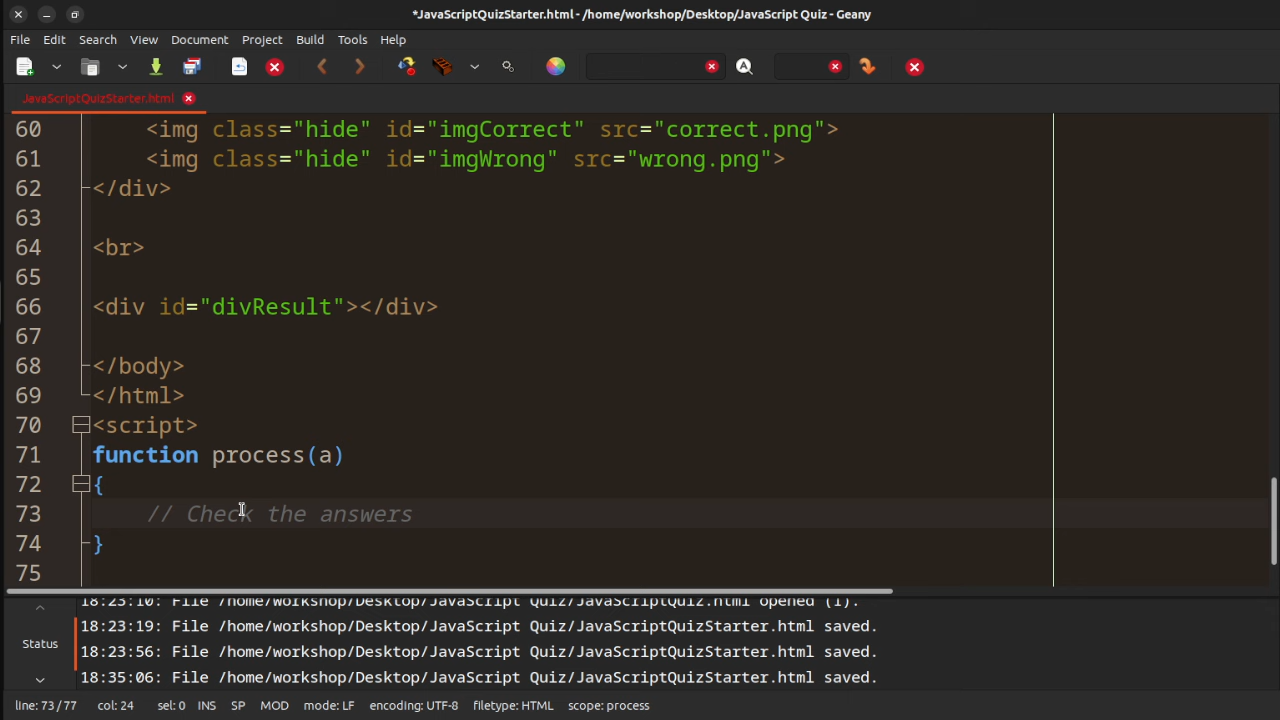 *JavaScriptQuizStarter.html - /home/workshop/Desktop/JavaScript Quiz - Geany
File Edit Search View Document Project Build Tools Help
JavaScriptQuizStarter.html
60 <img class="hide" id="imgCorrect" src="correct.png">
61 <img class="hide" id="imgWrong" src="wrong.png">
62 </div>
63
64 <br>
65
66 <div id="divResult"></div>
67
68 </body>
69 </html>
70 <script>
71 function process(a)
72 {
73 // Check the answers
74 }
75
18:23:10: File /home/workshop/Desktop/JavaScript Quiz/JavaScriptQuiz.html opened (1).
18:23:19: File /home/workshop/Desktop/JavaScript Quiz/JavaScriptQuizStarter.html saved.
Status
18:23:56: File /home/workshop/Desktop/JavaScript Quiz/JavaScriptQuizStarter.html saved.
18:35:06: File /home/workshop/Desktop/JavaScript Quiz/JavaScriptQuizStarter.html saved.
line: 73 / 77 col: 24 sel: 0 INS SP MOD mode: LF encoding: UTF-8 filetype: HTML scope: process